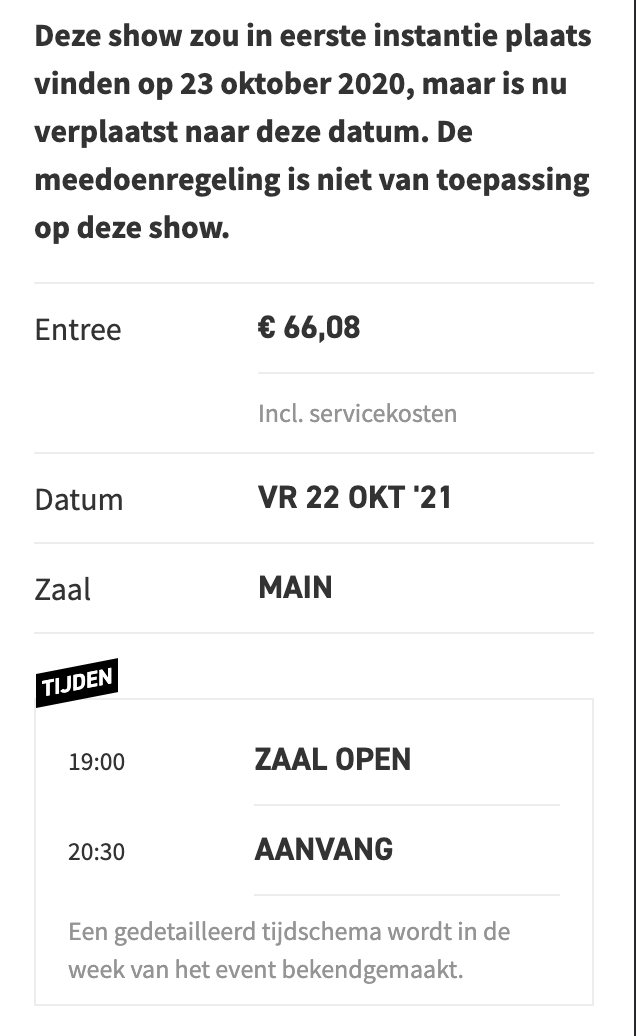 Deze show zou in eerste instantie plaats
vinden op 23 oktober 2020, maar is nu
verplaatst naar deze datum. De
meedoenregeling is niet van toepassing
op deze show.
Entree € 66,08
Incl. servicekosten
Datum VR 22 OKT '21
Zaal MAIN
TIJDEN
19:00 ZAAL OPEN
20:30 AANVANG
Een gedetailleerd tijdschema wordt in de
week van het event bekendgemaakt.